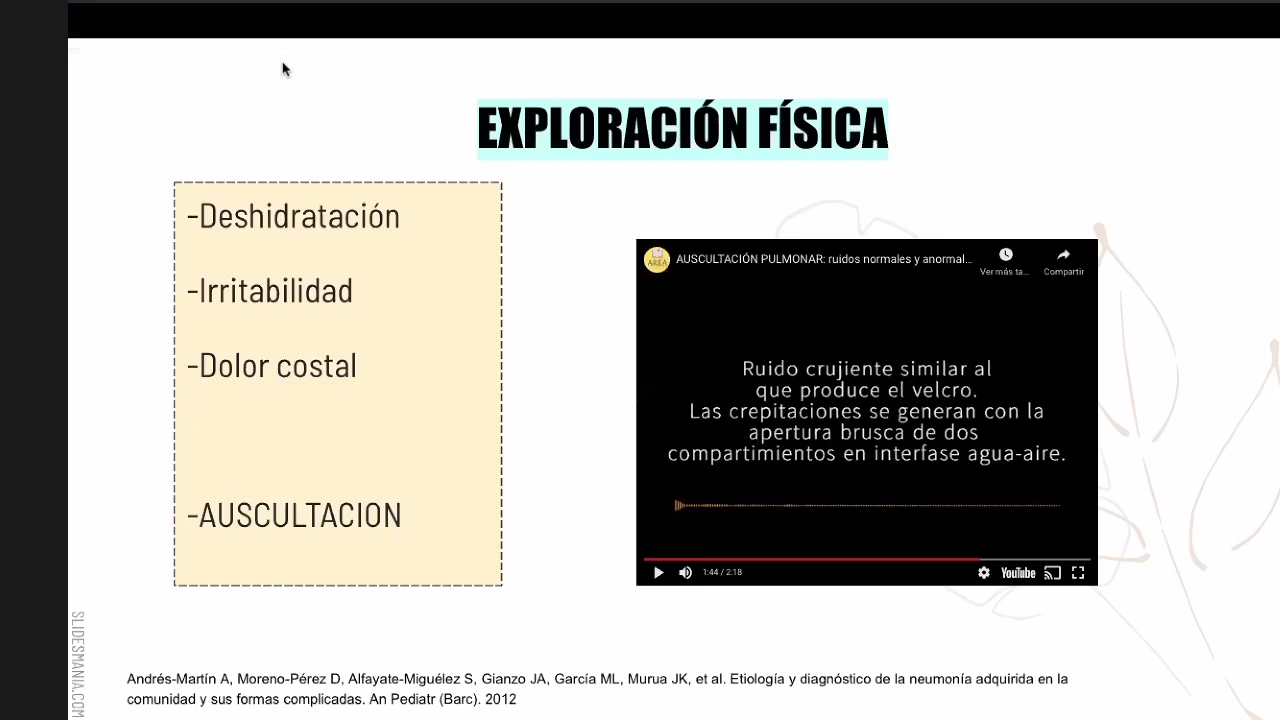 EXPLORACIÓN FÍSICA
-Deshidratación
-Irritabilidad
-Dolor costal
-AUSCULTACION
AREA
AUSCULTACIÓN PULMONAR: ruidos normales y anormal...
Ver más ta...
Compartir
Ruido crujiente similar al
que produce el velcro.
Las crepitaciones se generan con la
apertura brusca de dos
compartimientos en interfase agua-aire.
1:44 / 2:18
YouTube
SLIDESMANIA.COM
Andrés-Martín A, Moreno-Pérez D, Alfayate-Miguélez S, Gianzo JA, García ML, Murua JK, et al. Etiología y diagnóstico de la neumonía adquirida en la
comunidad y sus formas complicadas. An Pediatr (Barc). 2012